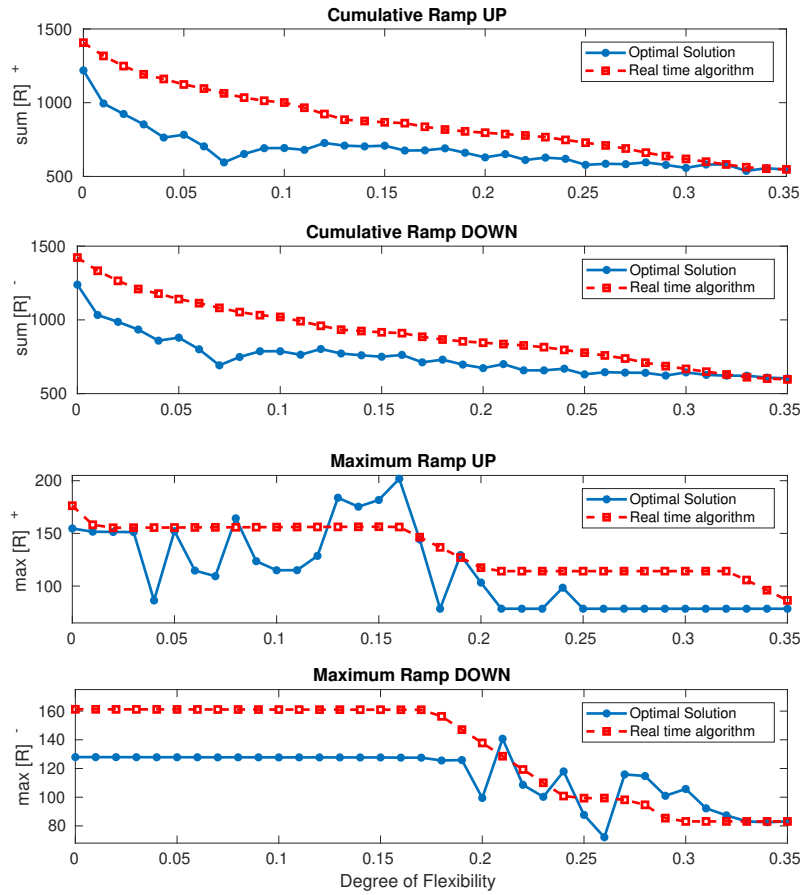 Cumulative Ramp UP
1500
1000
500
sum [R] +
Optimal Solution
Real time algorithm
0 0.05 0.1 0.15 0.2 0.25 0.3 0.35
Cumulative Ramp DOWN
1500
1000
500
sum [R] -
Optimal Solution
Real time algorithm
0 0.05 0.1 0.15 0.2 0.25 0.3 0.35
Maximum Ramp UP
200
150
100
max [R] +
Optimal Solution
Real time algorithm
0 0.05 0.1 0.15 0.2 0.25 0.3 0.35
Maximum Ramp DOWN
160
140
120
100
80
max [R] -
Optimal Solution
Real time algorithm
0 0.05 0.1 0.15 0.2 0.25 0.3 0.35
Degree of Flexibility